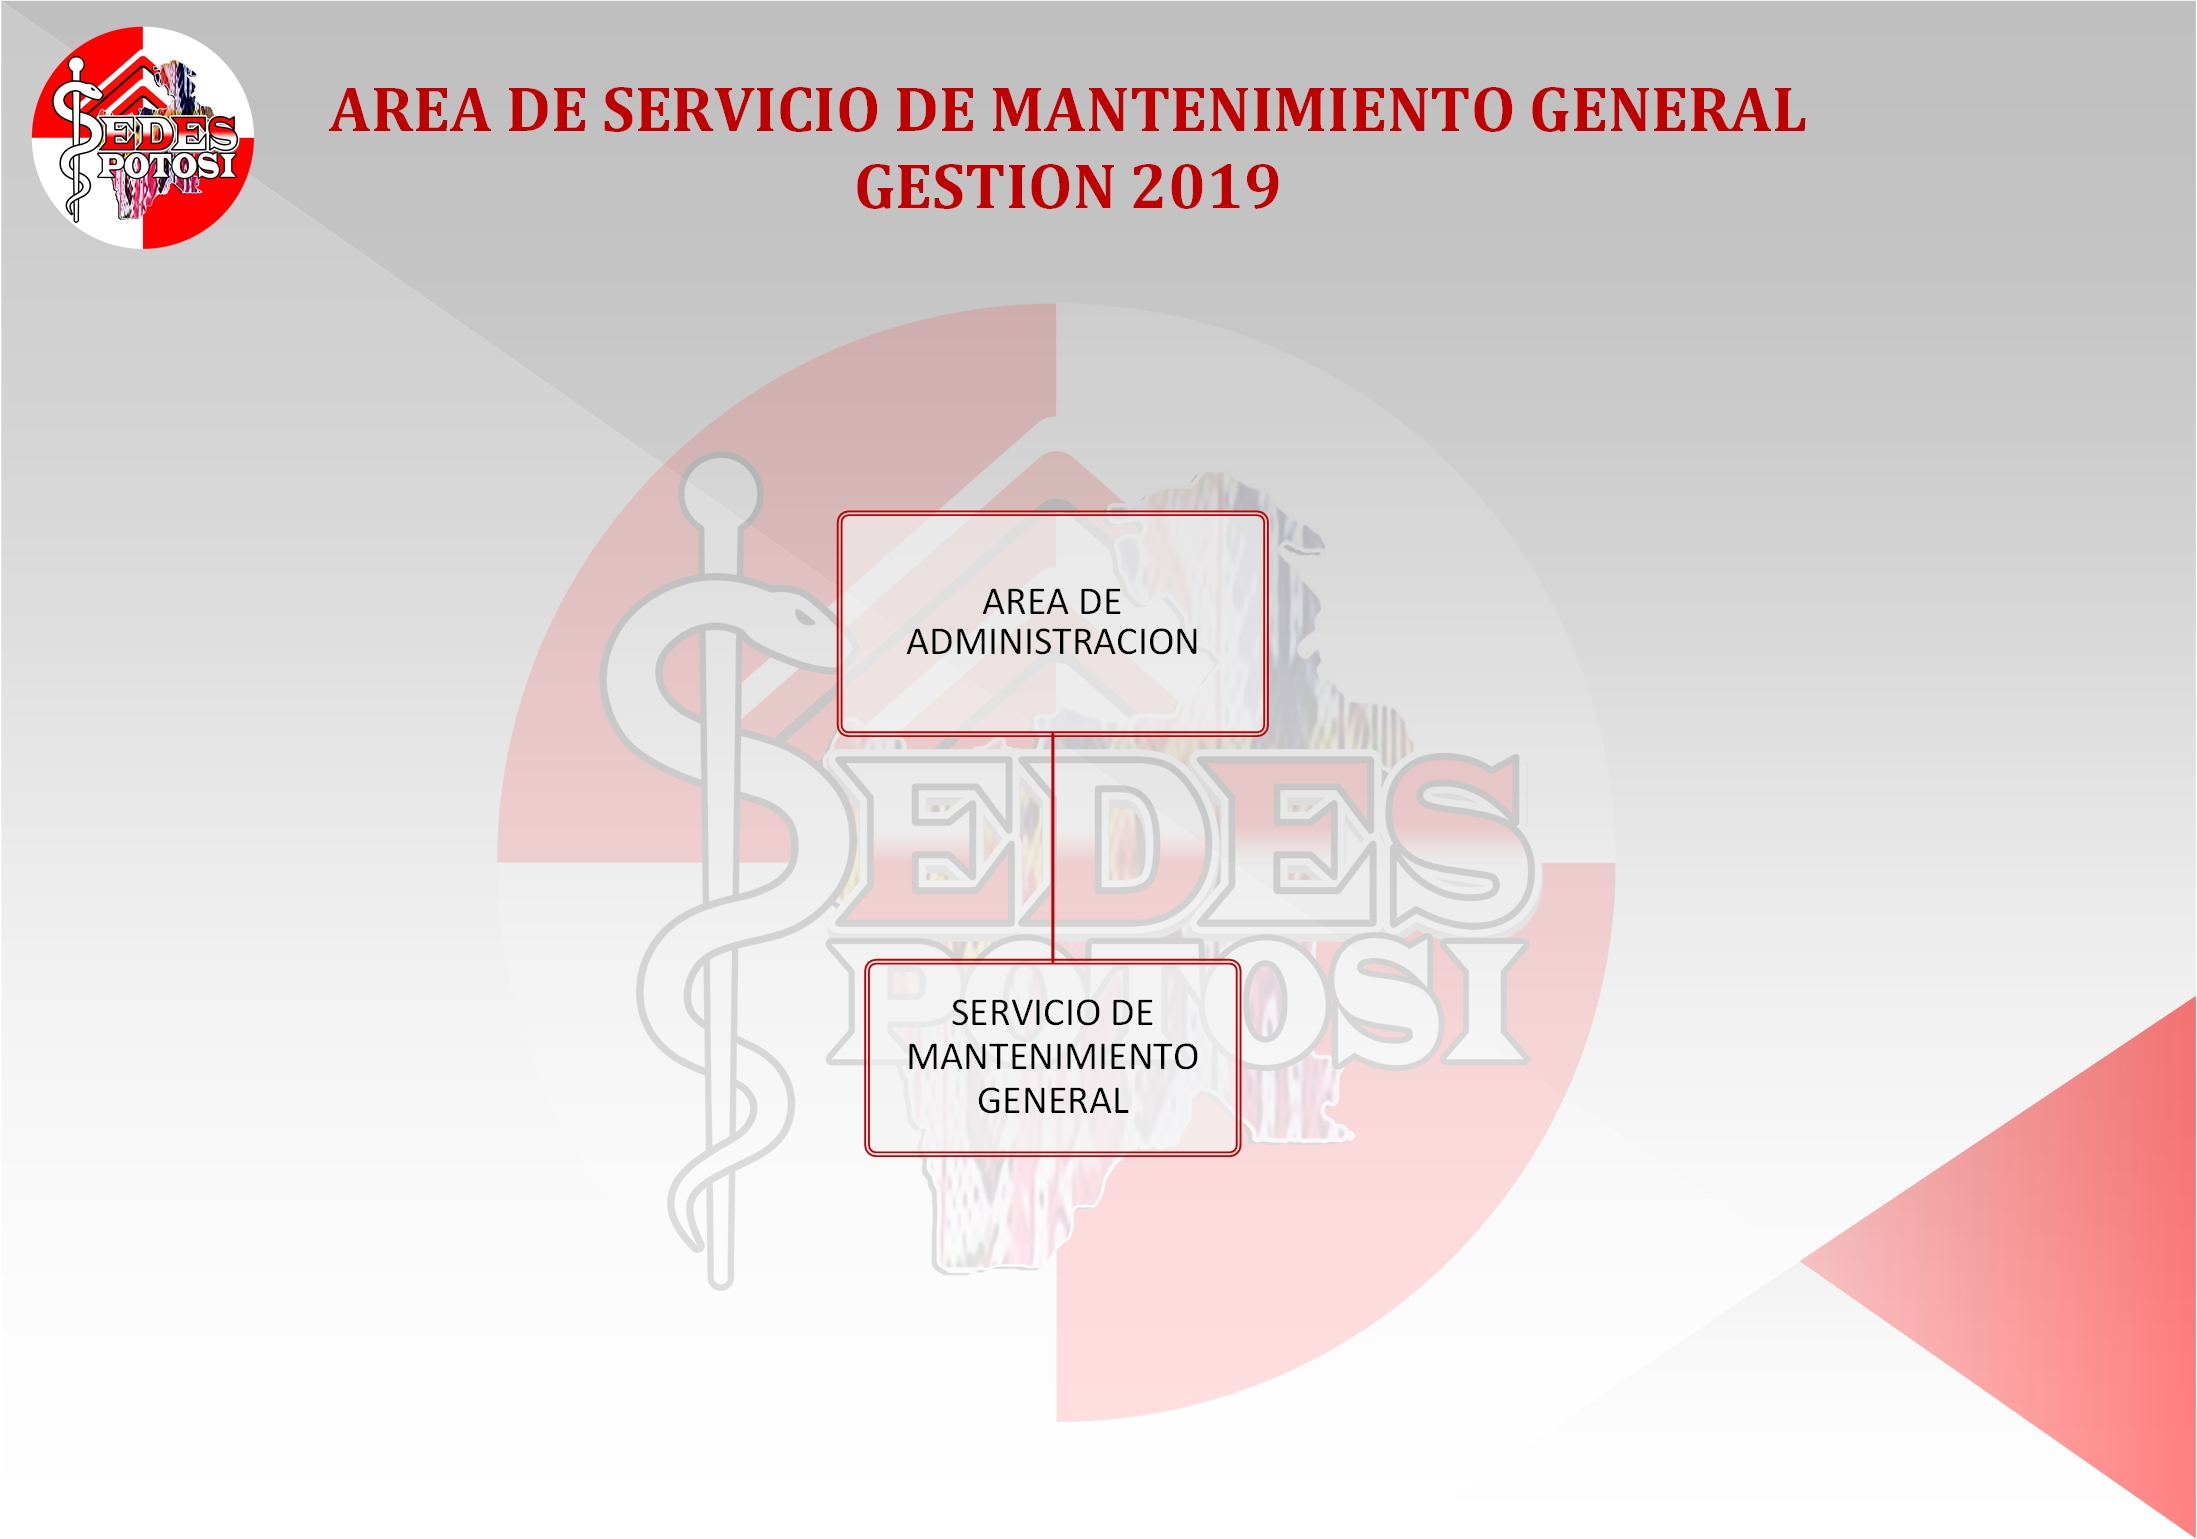 SEDES
POTOSI
AREA DE SERVICIO DE MANTENIMIENTO GENERAL
GESTION 2019
AREA DE
ADMINISTRACION
SEDES
POTOSI
SERVICIO DE
MANTENIMIENTO
GENERAL